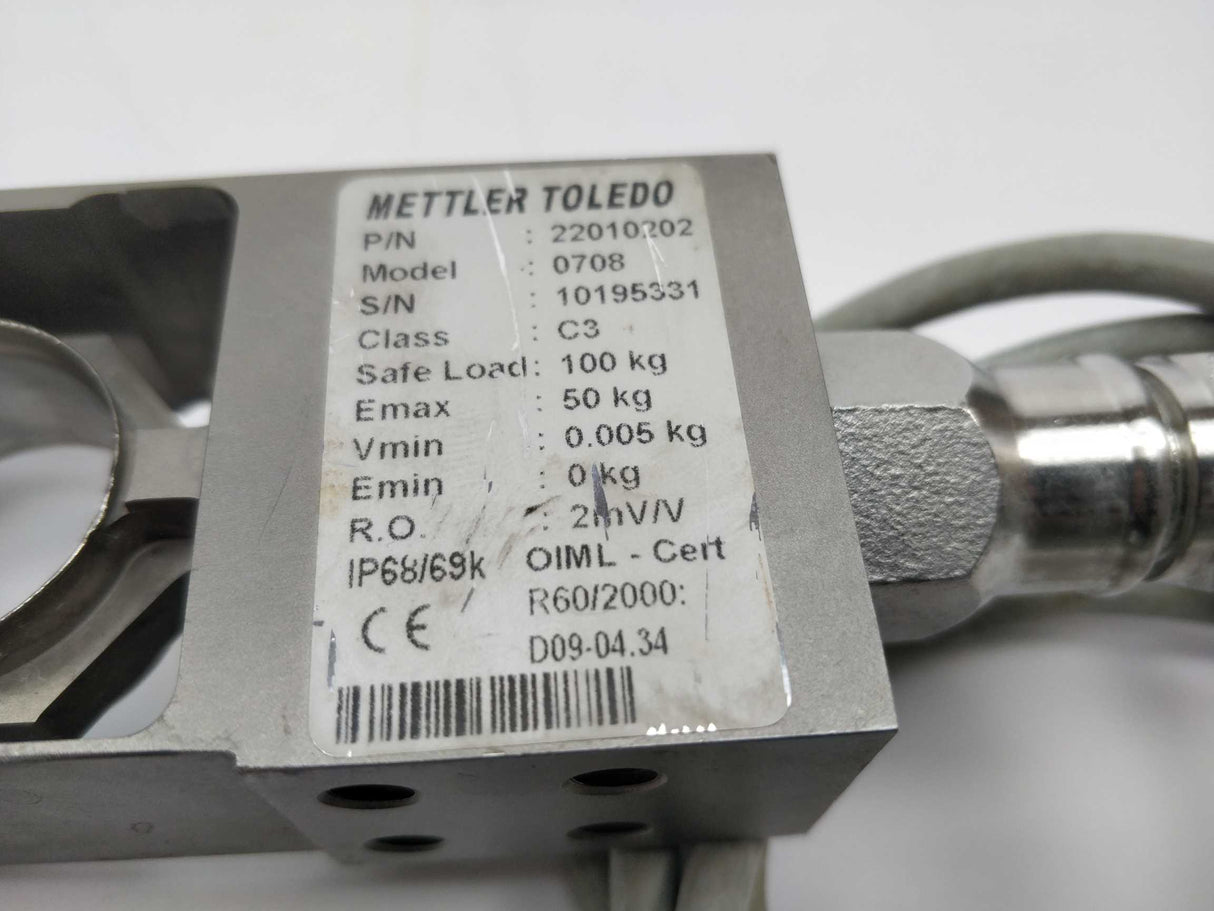 METTLER TOLEDO
P/N : 22010202
Model : 0708
S/N : 10195331
Class : C3
Safe Load : 100 kg
Emax : 50 kg
Vmin : 0.005 kg
Emin : 0 kg
R.O. : 2mV/V
IP68/69k OIML - Cert
CE R60/2000:
D09-04.34